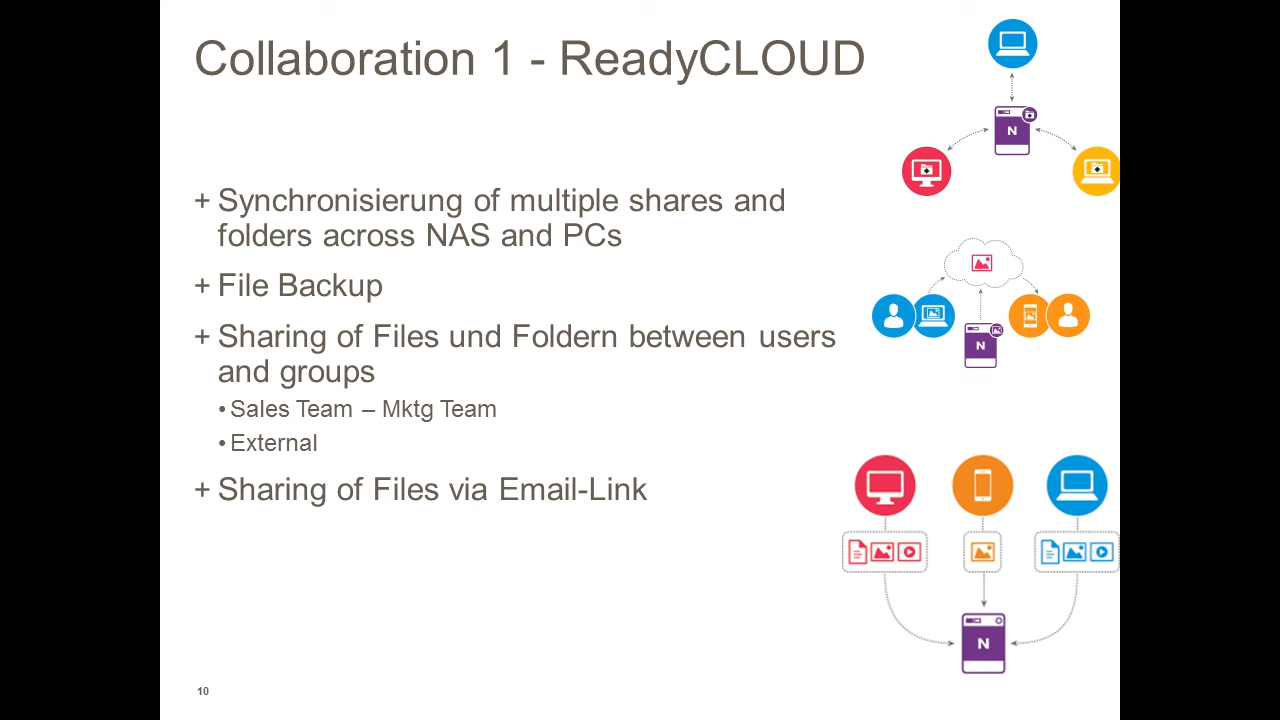 Collaboration 1 - ReadyCLOUD
+ Synchronisierung of multiple shares and
folders across NAS and PCs
+ File Backup
+ Sharing of Files und Foldern between users
and groups
• Sales Team – Mktg Team
• External
+ Sharing of Files via Email-Link
N
N
N
10